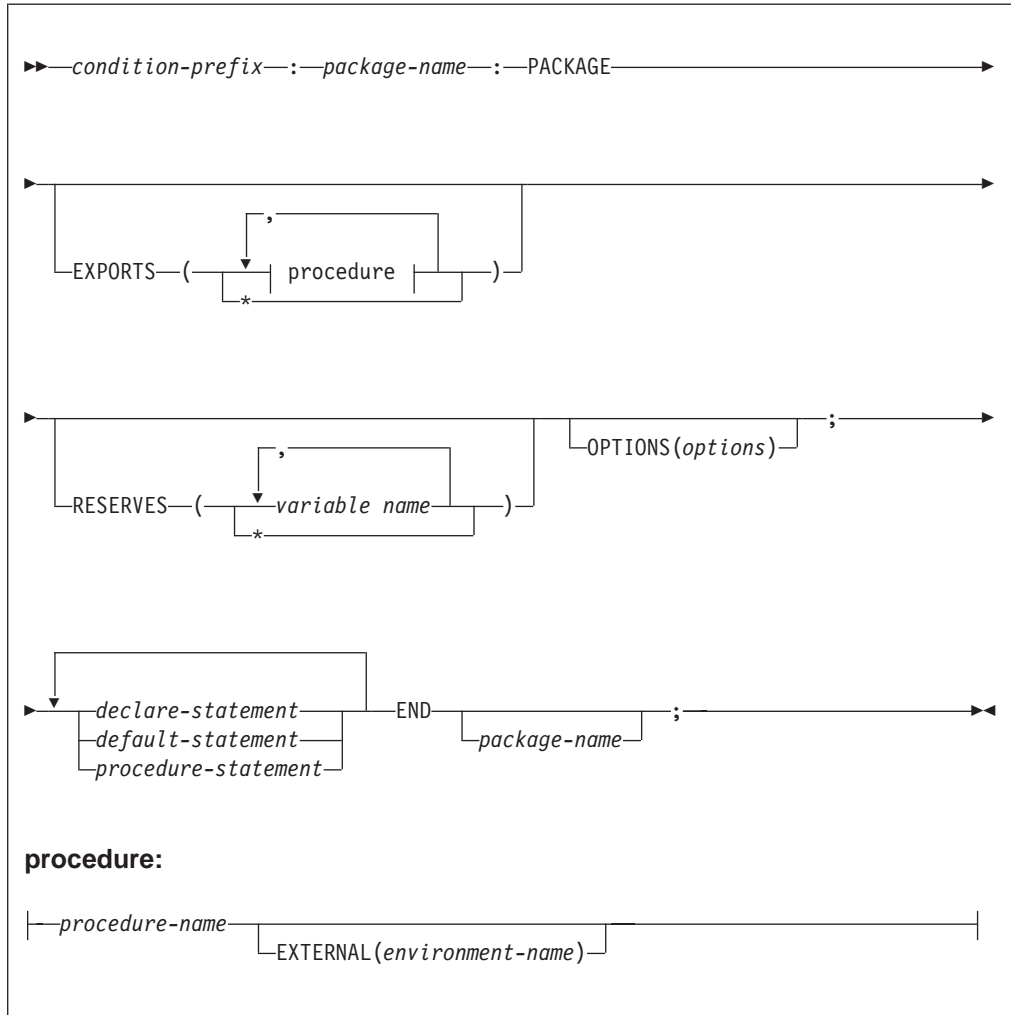 condition-prefix : package-name : PACKAGE
,
EXPORTS ( procedure )
*
,
OPTIONS(options) ;
RESERVES ( variable name )
*
declare-statement END ;
default-statement package-name
procedure-statement
procedure:
procedure-name
EXTERNAL(environment-name)